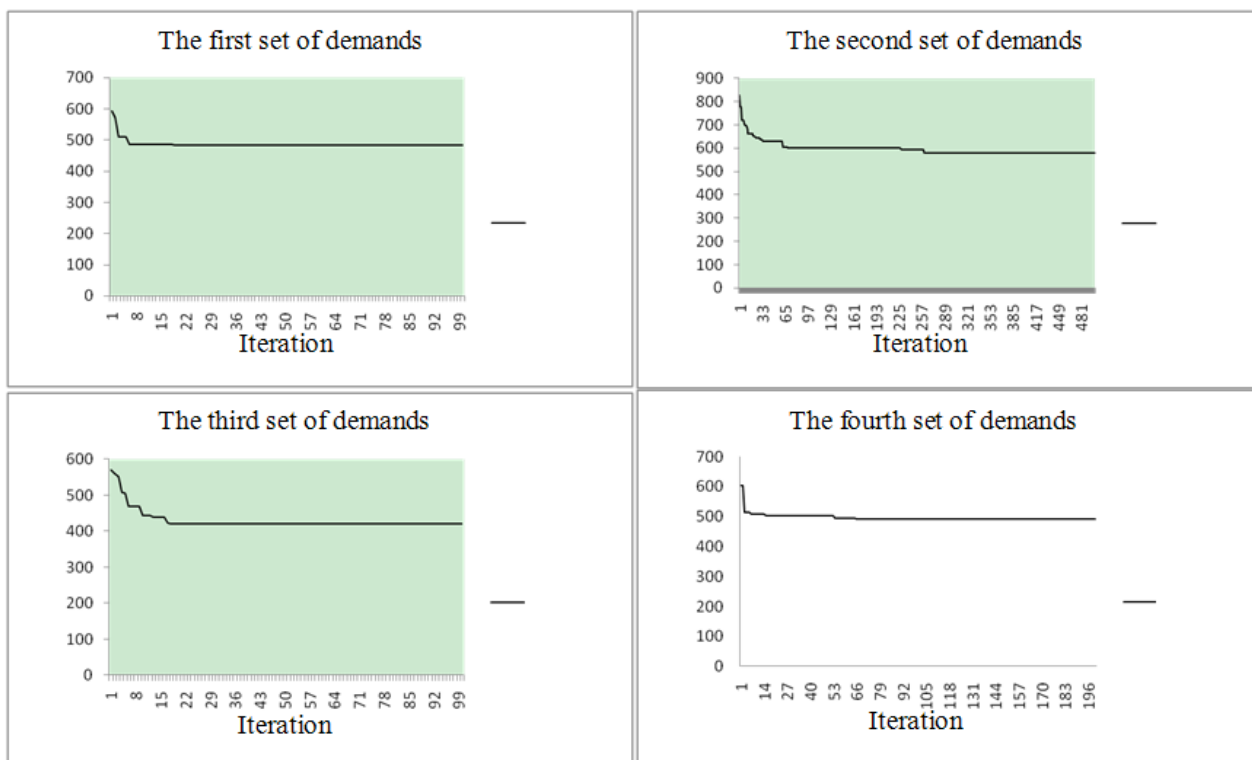 The first set of demands
700
600
500
400
300
200
100
0
1 8 15 22 29 36 43 50 57 64 71 78 85 92 99
Iteration
The second set of demands
900
800
700
600
500
400
300
200
100
0
1 33 65 97 129 161 193 225 257 289 321 353 385 417 449 481
Iteration
The third set of demands
600
500
400
300
200
100
0
1 8 15 22 29 36 43 50 57 64 71 78 85 92 99
Iteration
The fourth set of demands
700
600
500
400
300
200
100
0
1 14 27 40 53 66 79 92 105 118 131 144 157 170 183 196
Iteration